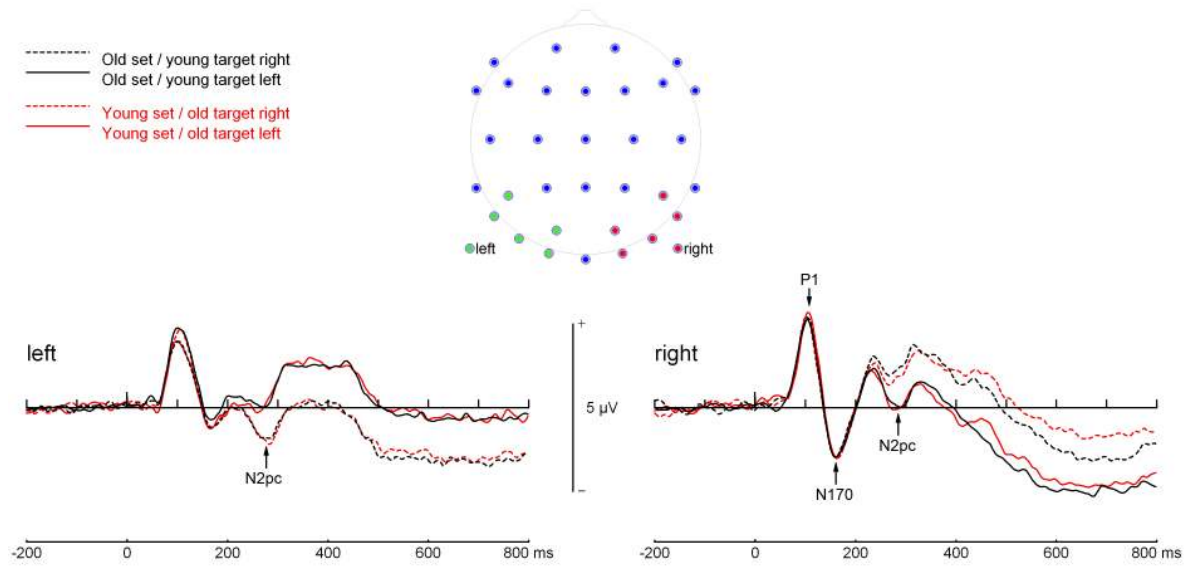 Old set / young target right
Old set / young target left
Young set / old target right
Young set / old target left
left
right
left
N2pc
+
5 µV
−
right
P1
N170
N2pc
-200 0 200 400 600 800 ms
-200 0 200 400 600 800 ms